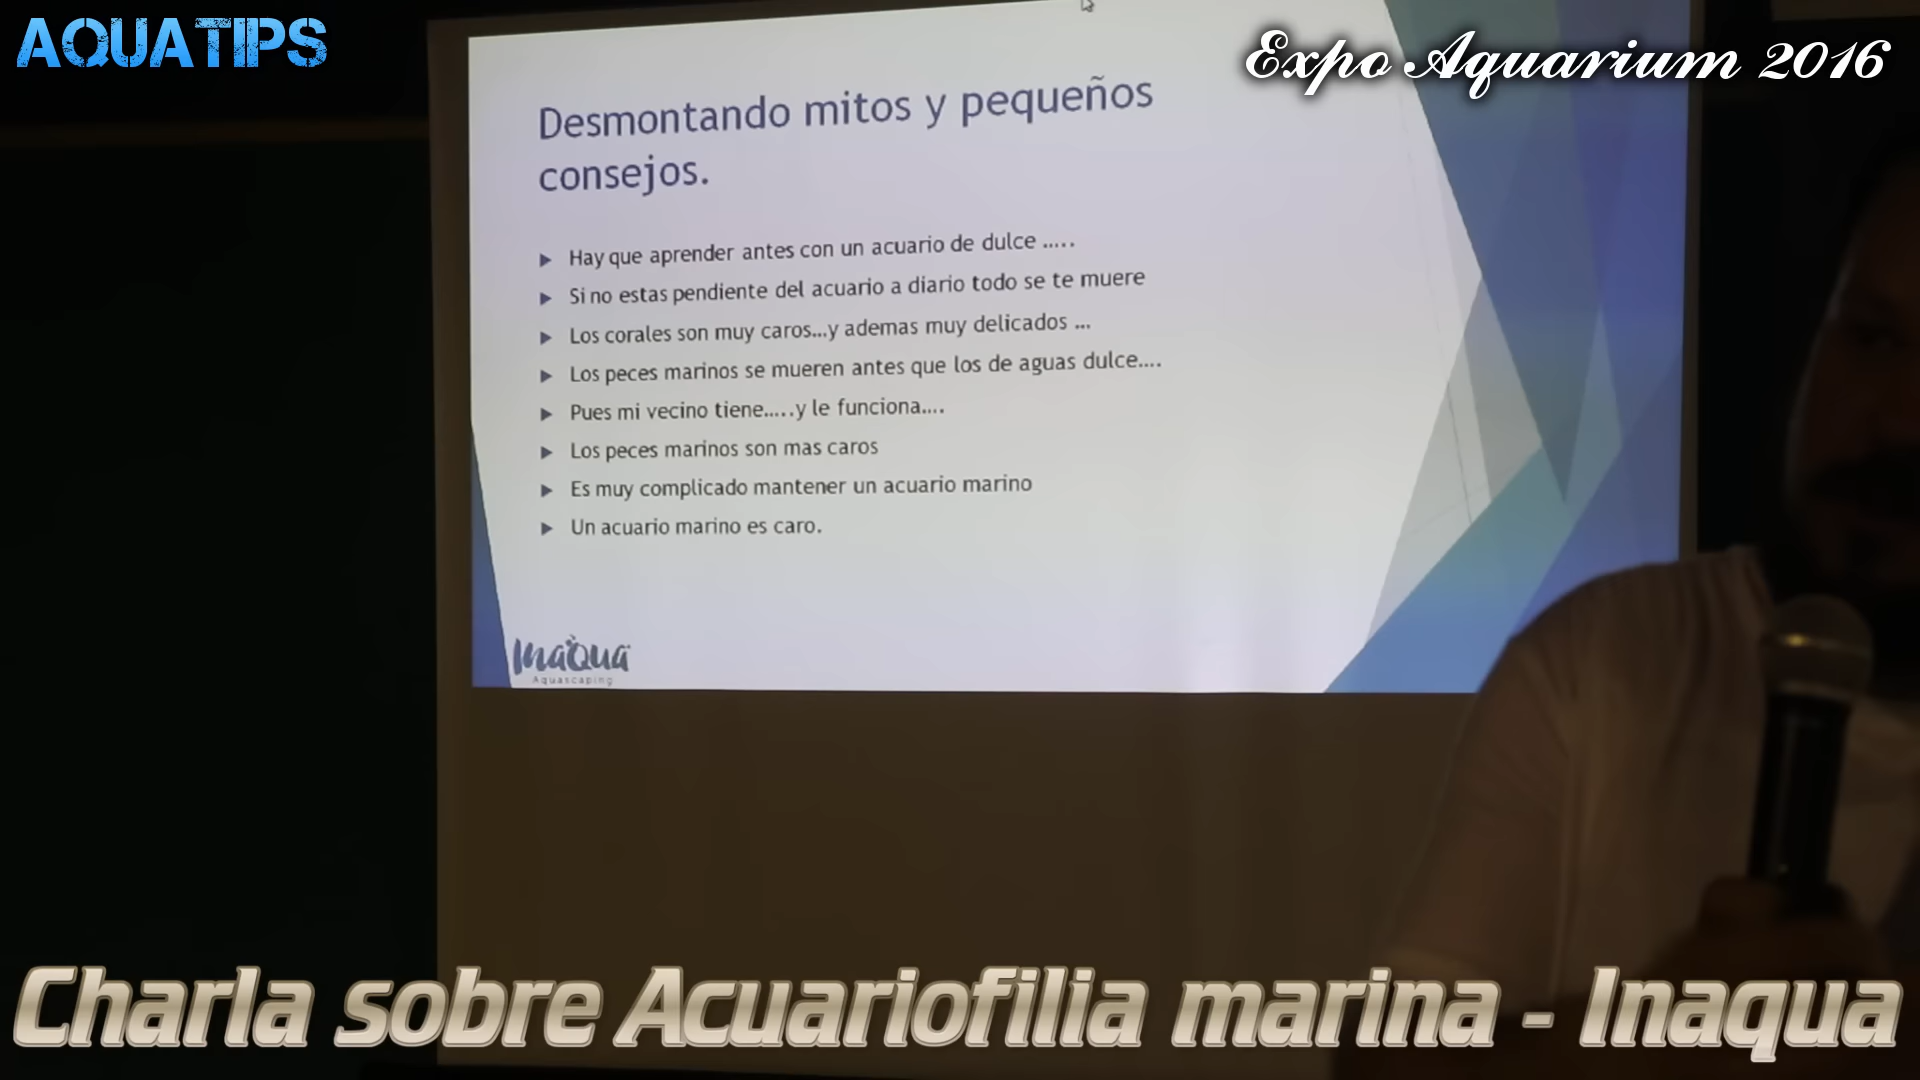 AQUATIPS
Expo Aquarium 2016
Desmontando mitos y pequeños
consejos.
Hay que aprender antes con un acuario de dulce .....
Si no estas pendiente del acuario a diario todo se te muere
Los corales son muy caros...y ademas muy delicados ...
Los peces marinos se mueren antes que los de aguas dulce....
Pues mi vecino tiene.....y le funciona....
Los peces marinos son mas caros
Es muy complicado mantener un acuario marino
Un acuario marino es caro.
Inaqua
Aquascaping
Charla sobre Acuariofilia marina - Inaqua